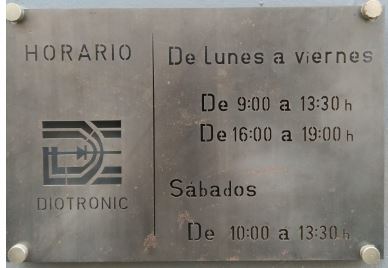 HORARIO
DIOTRONIC
De Lunes a viernes
De 9:00 a 13:30 h
De 16:00 a 19:00 h
Sábados
De 10:00 a 13:30 h